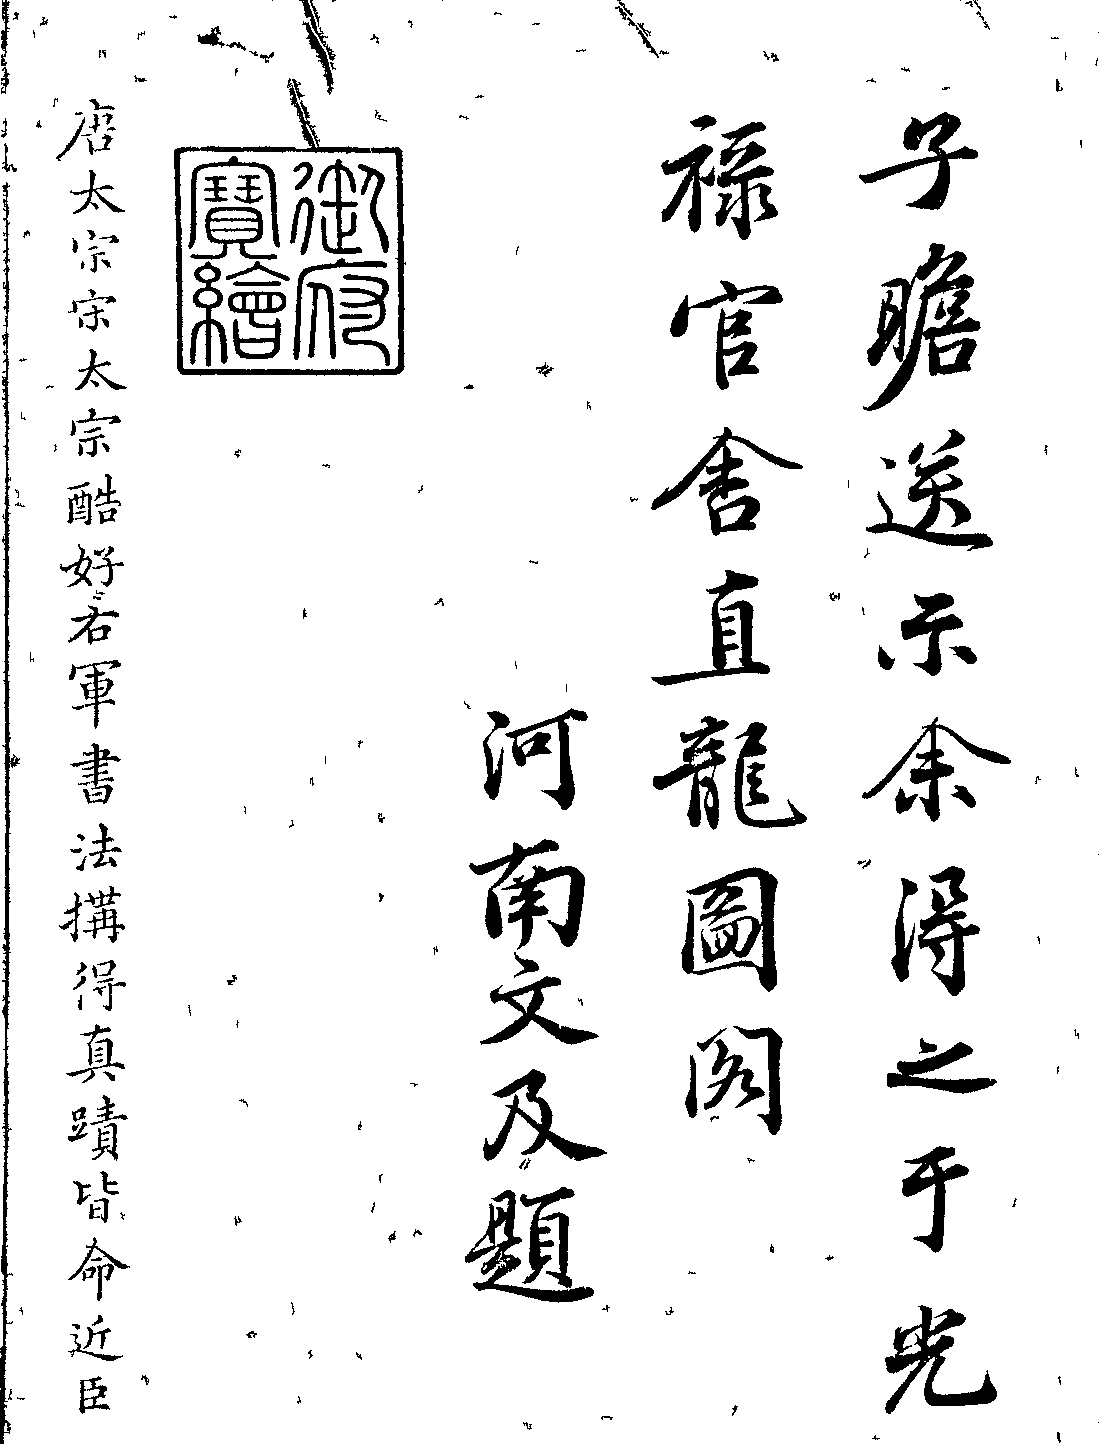 子瞻送示余得之于光
祿官舍直龍圖閣
河南文及題
御府
寶繪
唐太宗宋太宗酷好右軍書法搆得真蹟皆命近臣